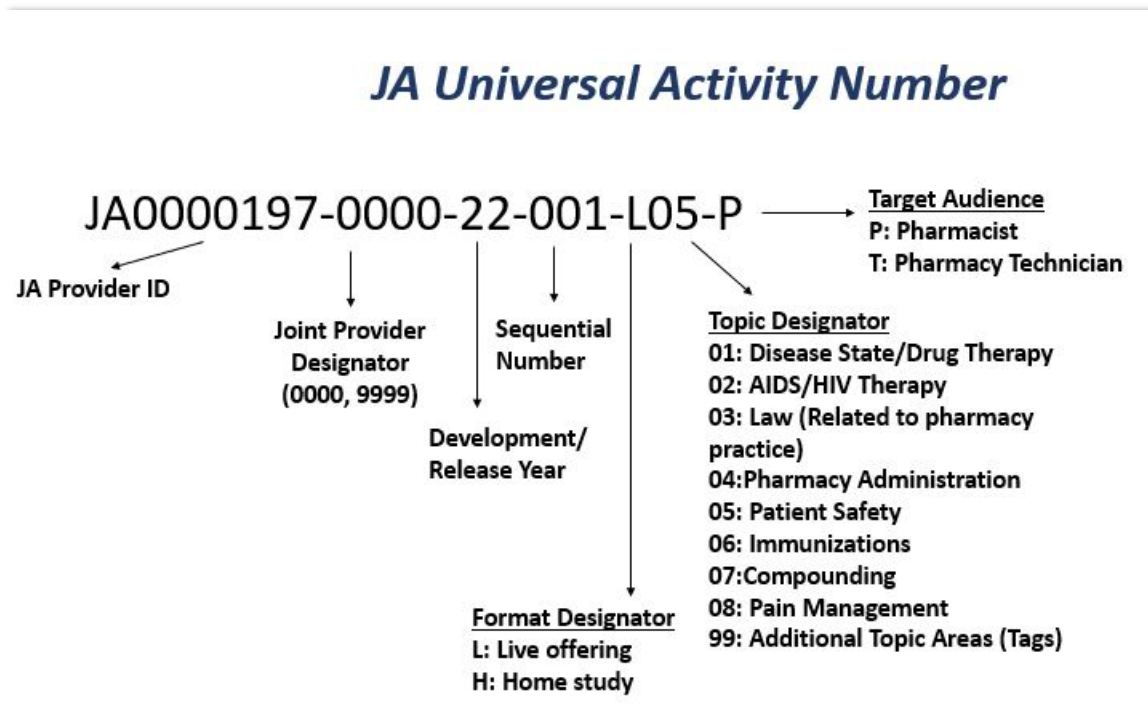 JA Universal Activity Number
JA0000197-0000-22-001-L05-P
Target Audience
P: Pharmacist
T: Pharmacy Technician
JA Provider ID
Joint Provider
Designator
(0000, 9999)
Sequential
Number
Development/
Release Year
Topic Designator
01: Disease State/Drug Therapy
02: AIDS/HIV Therapy
03: Law (Related to pharmacy
practice)
04:Pharmacy Administration
05: Patient Safety
06: Immunizations
07:Compounding
08: Pain Management
99: Additional Topic Areas (Tags)
Format Designator
L: Live offering
H: Home study